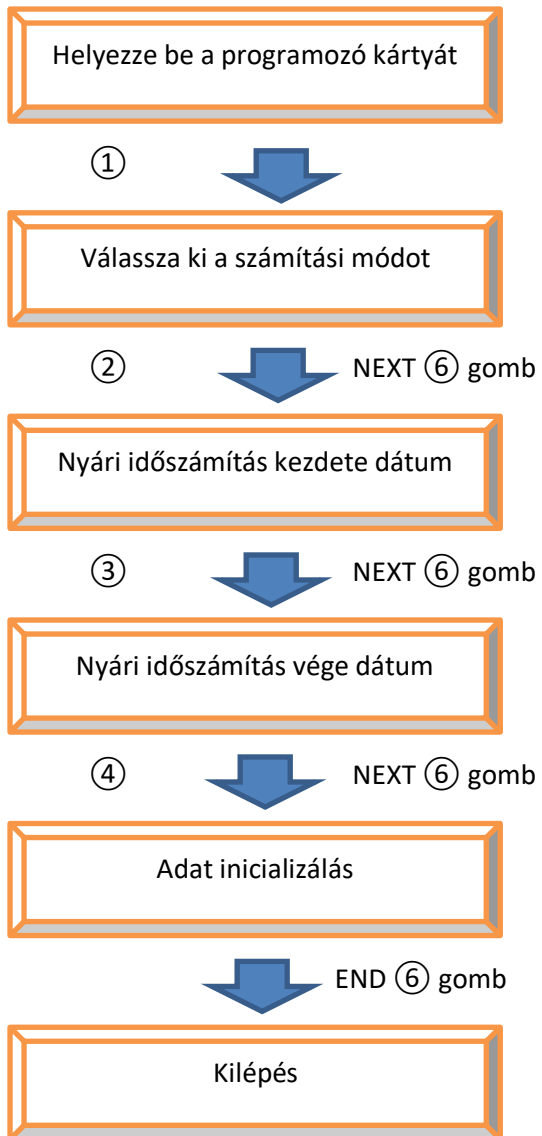 Helyezze be a programozó kártyát
①
Válassza ki a számítási módot
② NEXT ⑥ gomb
Nyári időszámítás kezdete dátum
③ NEXT ⑥ gomb
Nyári időszámítás vége dátum
④ NEXT ⑥ gomb
Adat inicializálás
END ⑥ gomb
Kilépés